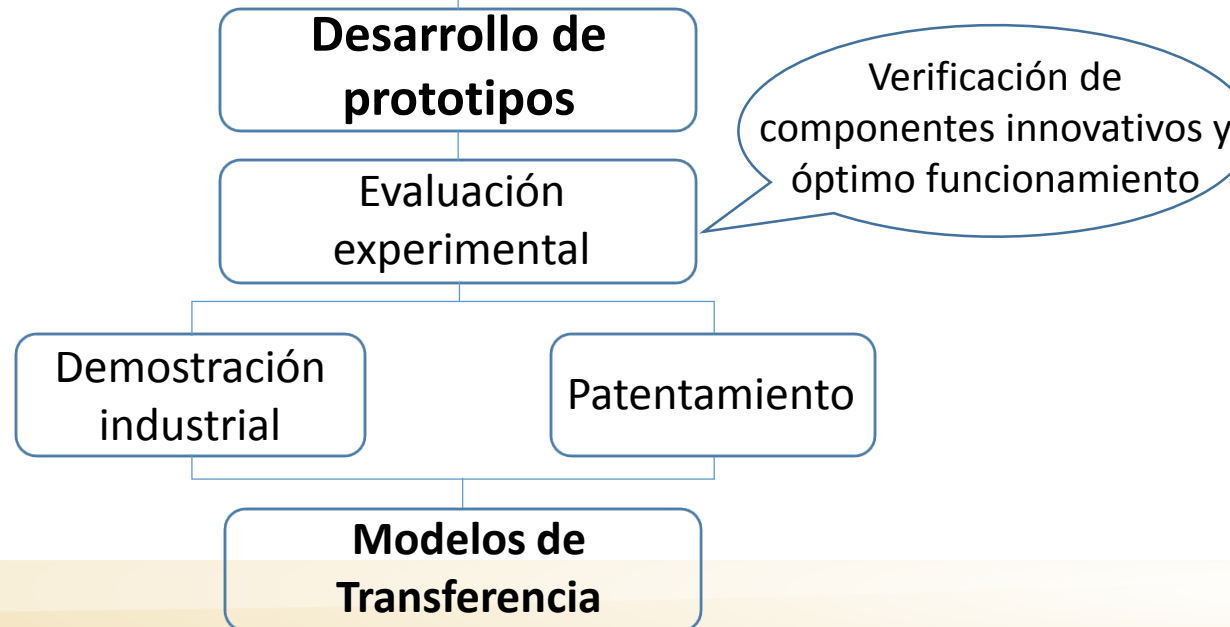 Desarrollo de
prototipos
Verificación de
componentes innovativos y
óptimo funcionamiento
Evaluación
experimental
Demostración
industrial
Patentamiento
Modelos de
Transferencia